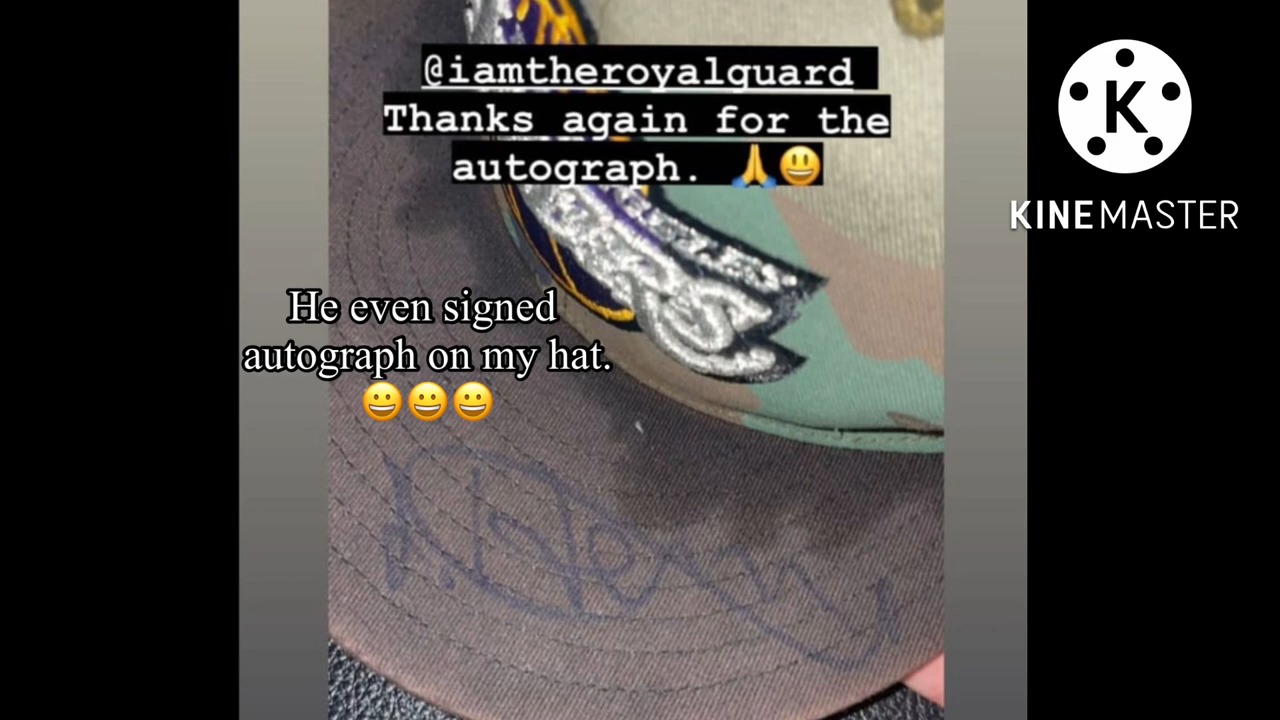 @iamtheroyalguard
Thanks again for the
autograph. 🙏😃
He even signed
autograph on my hat.
😀😀😀
K
KINEMASTER